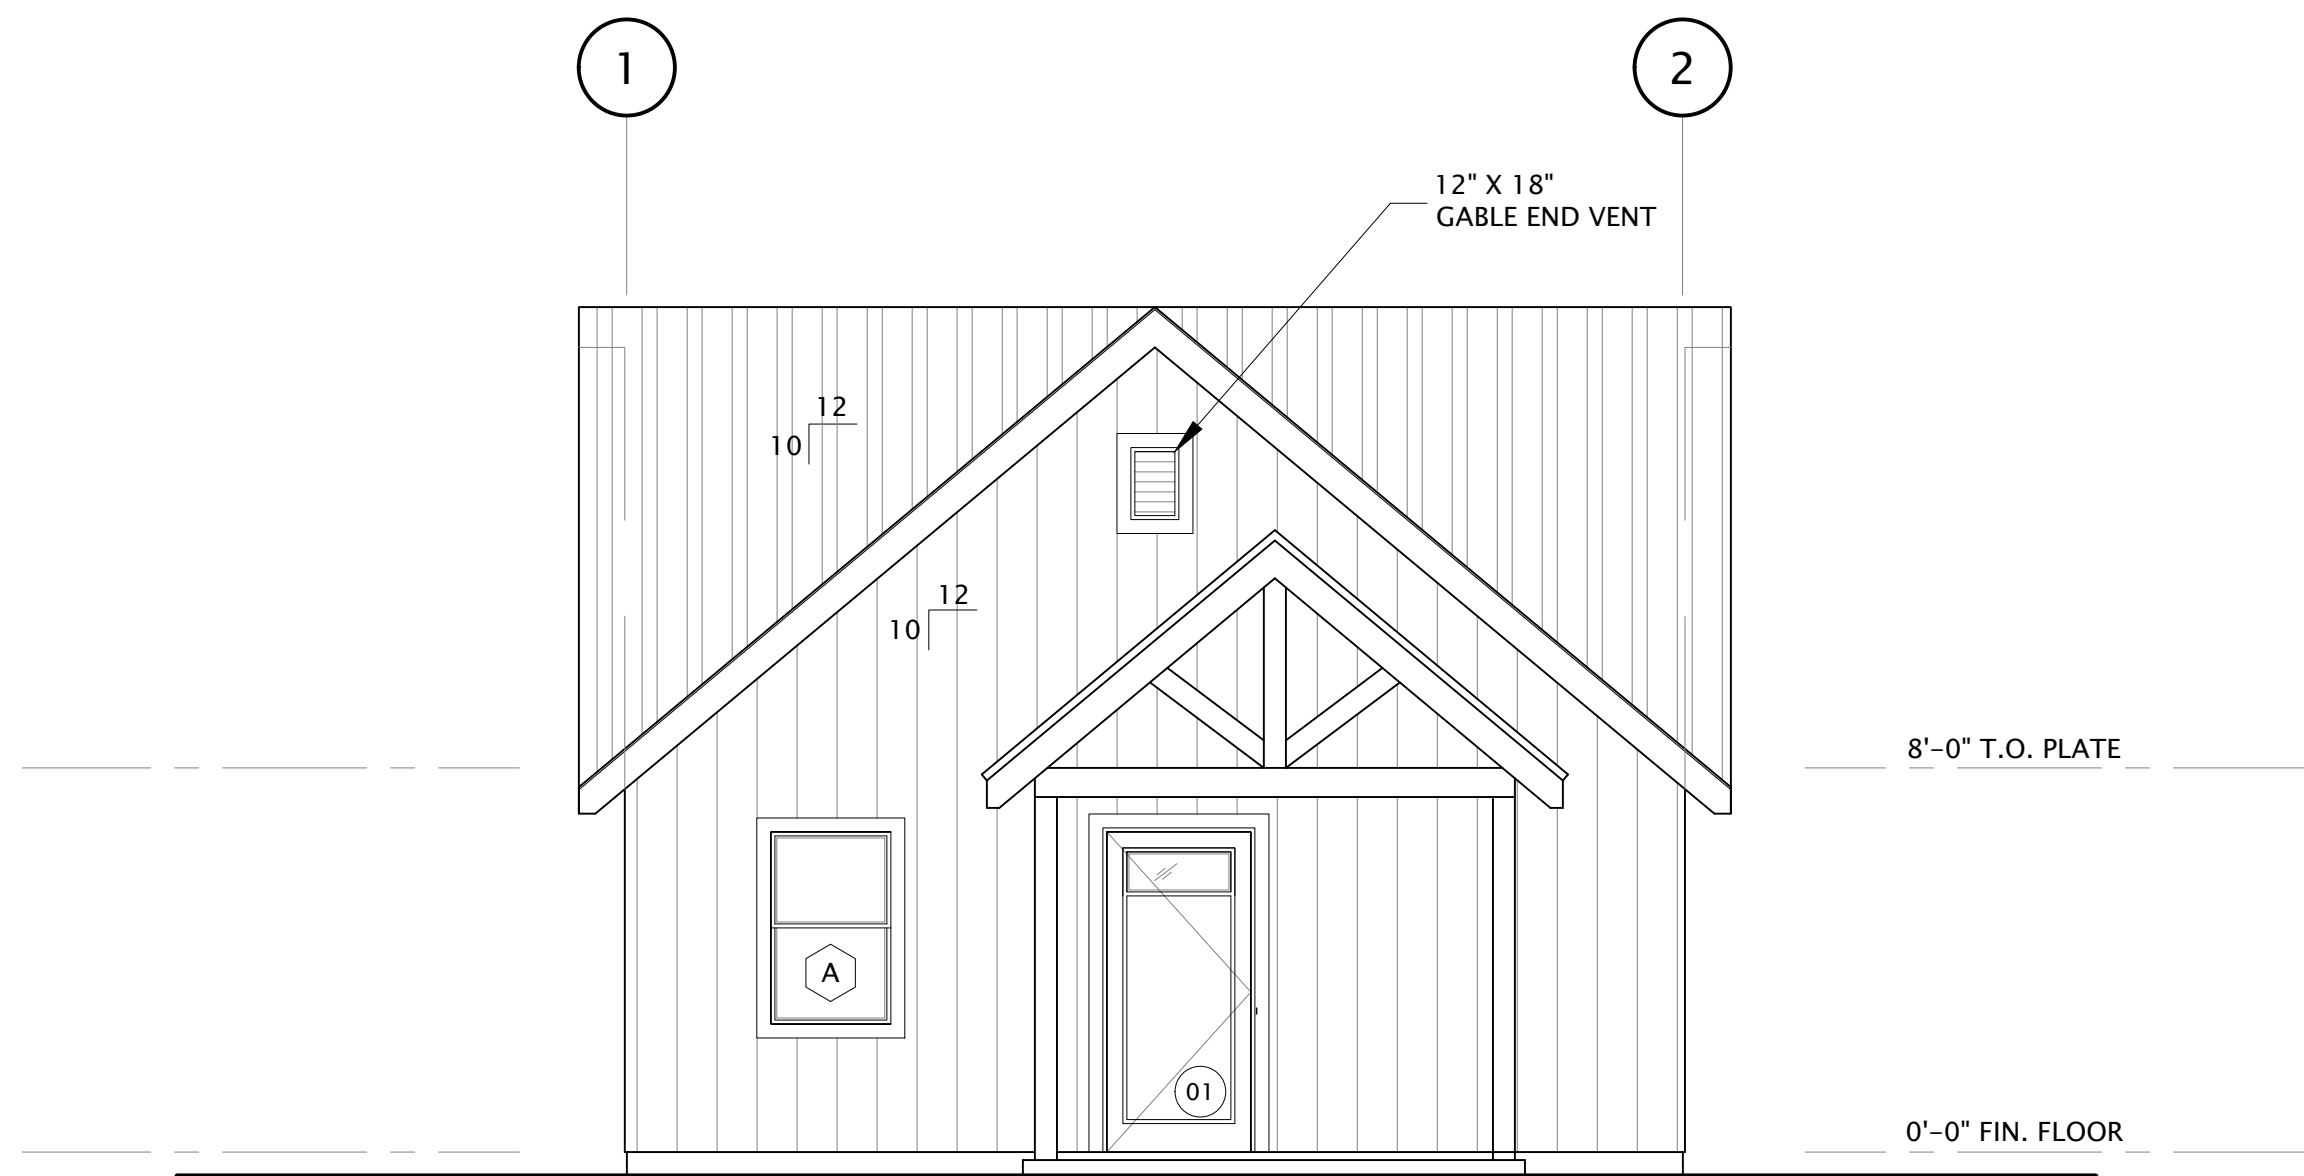 1
2
12" X 18"
GABLE END VENT
12
10
12
10
8'-0" T.O. PLATE
A
01
0'-0" FIN. FLOOR